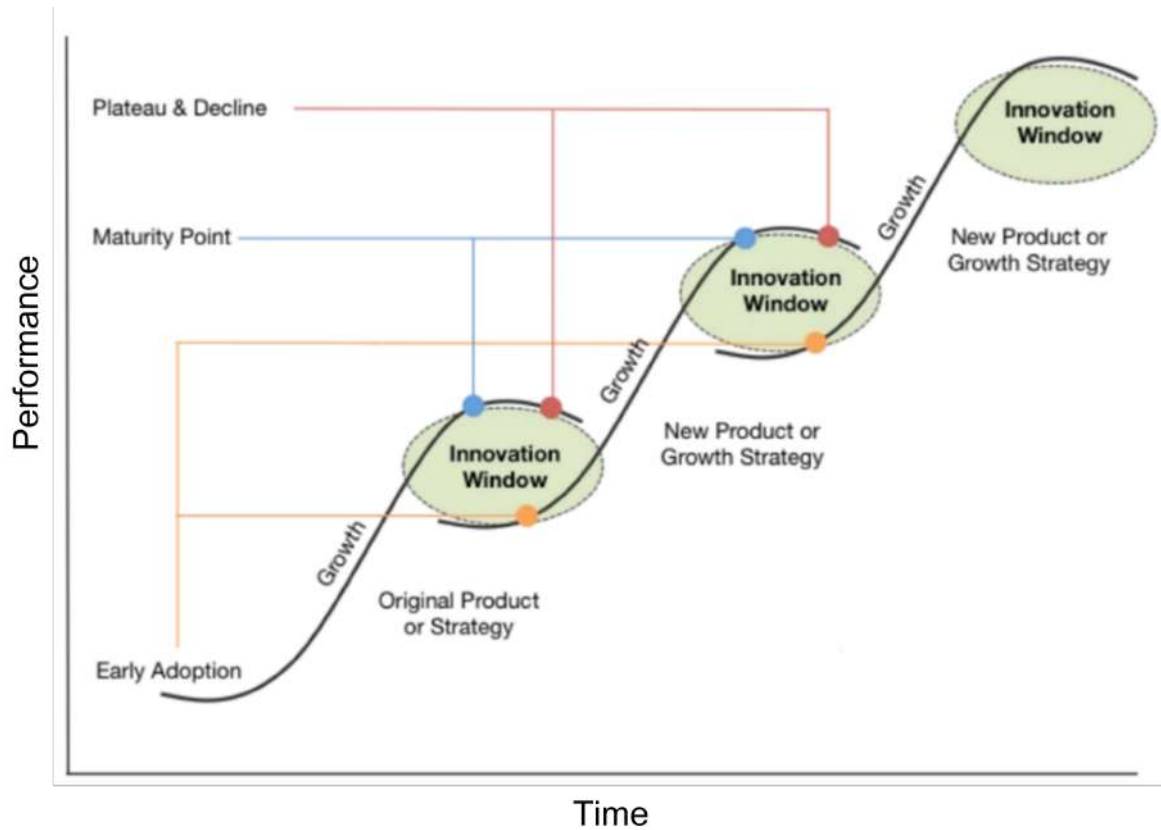 Plateau & Decline
Innovation
Window
Growth
Maturity Point
New Product or
Growth Strategy
Innovation
Window
Performance
Growth
New Product or
Growth Strategy
Innovation
Window
Growth
Original Product
or Strategy
Early Adoption
Time